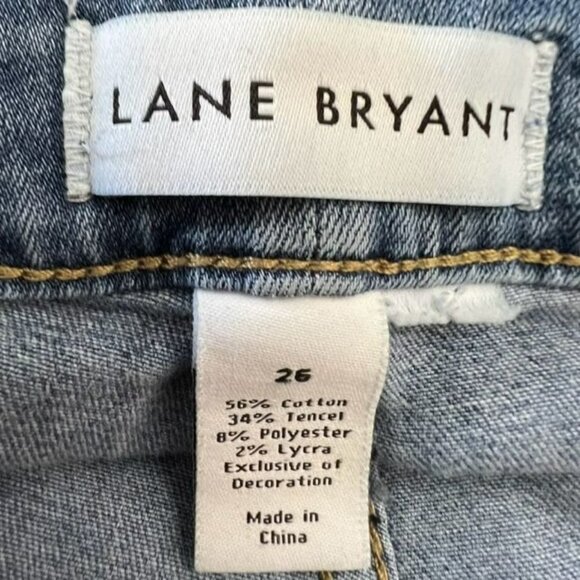 LANE BRYANT
26
56% Cotton
34% Tencel
8% Polyester
2% Lycra
Exclusive of
Decoration
Made in
China